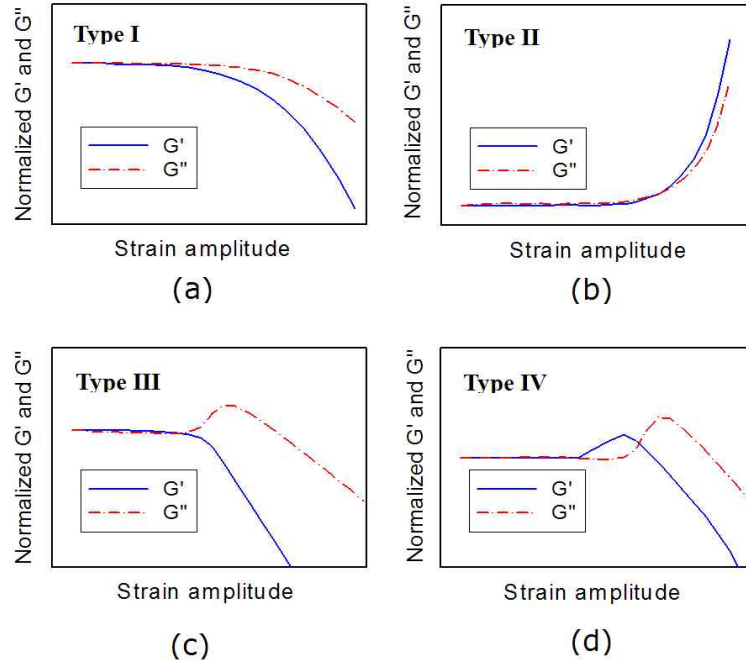 Normalized G' and G"
Type I
G'
G"
Strain amplitude
(a)
Normalized G' and G"
Type II
G'
G"
Strain amplitude
(b)
Normalized G' and G"
Type III
G'
G"
Strain amplitude
(c)
Normalized G' and G"
Type IV
G'
G"
Strain amplitude
(d)